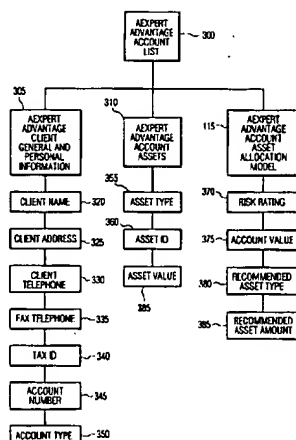 AEXPERT
ADVANTAGE
ACCOUNT
LIST
300
305
AEXPERT
ADVANTAGE
CLIENT
GENERAL AND
PERSONAL
INFORMATION
CLIENT NAME
320
CLIENT ADDRESS
325
CLIENT
TELEPHONE
330
FAX TELEPHONE
335
TAX ID
340
ACCOUNT
NUMBER
345
ACCOUNT TYPE
350
310
AEXPERT
ADVANTAGE
ACCOUNT
ASSETS
355
ASSET TYPE
360
ASSET ID
ASSET VALUE
365
115
AEXPERT
ADVANTAGE
ACCOUNT
ASSET
ALLOCATION
MODEL
370
RISK RATING
375
ACCOUNT VALUE
380
RECOMMENDED
ASSET TYPE
385
RECOMMENDED
ASSET AMOUNT